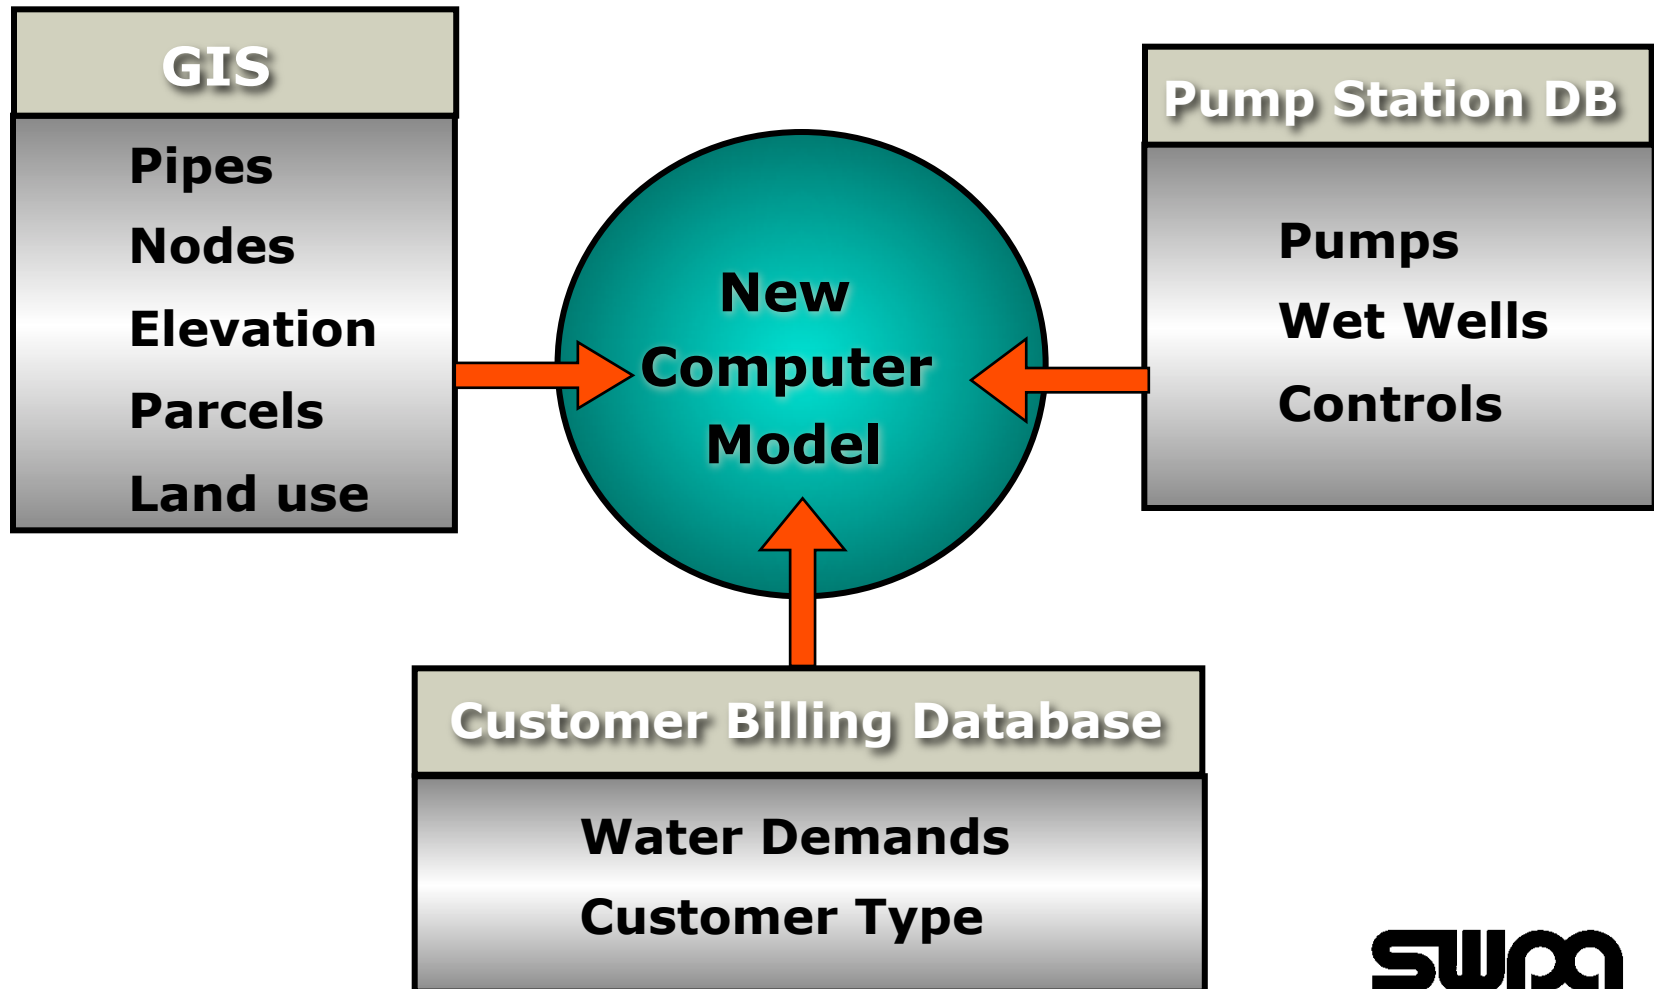 GIS
Pipes
Nodes
Elevation
Parcels
Land use
New
Computer
Model
Pump Station DB
Pumps
Wet Wells
Controls
Customer Billing Database
Water Demands
Customer Type